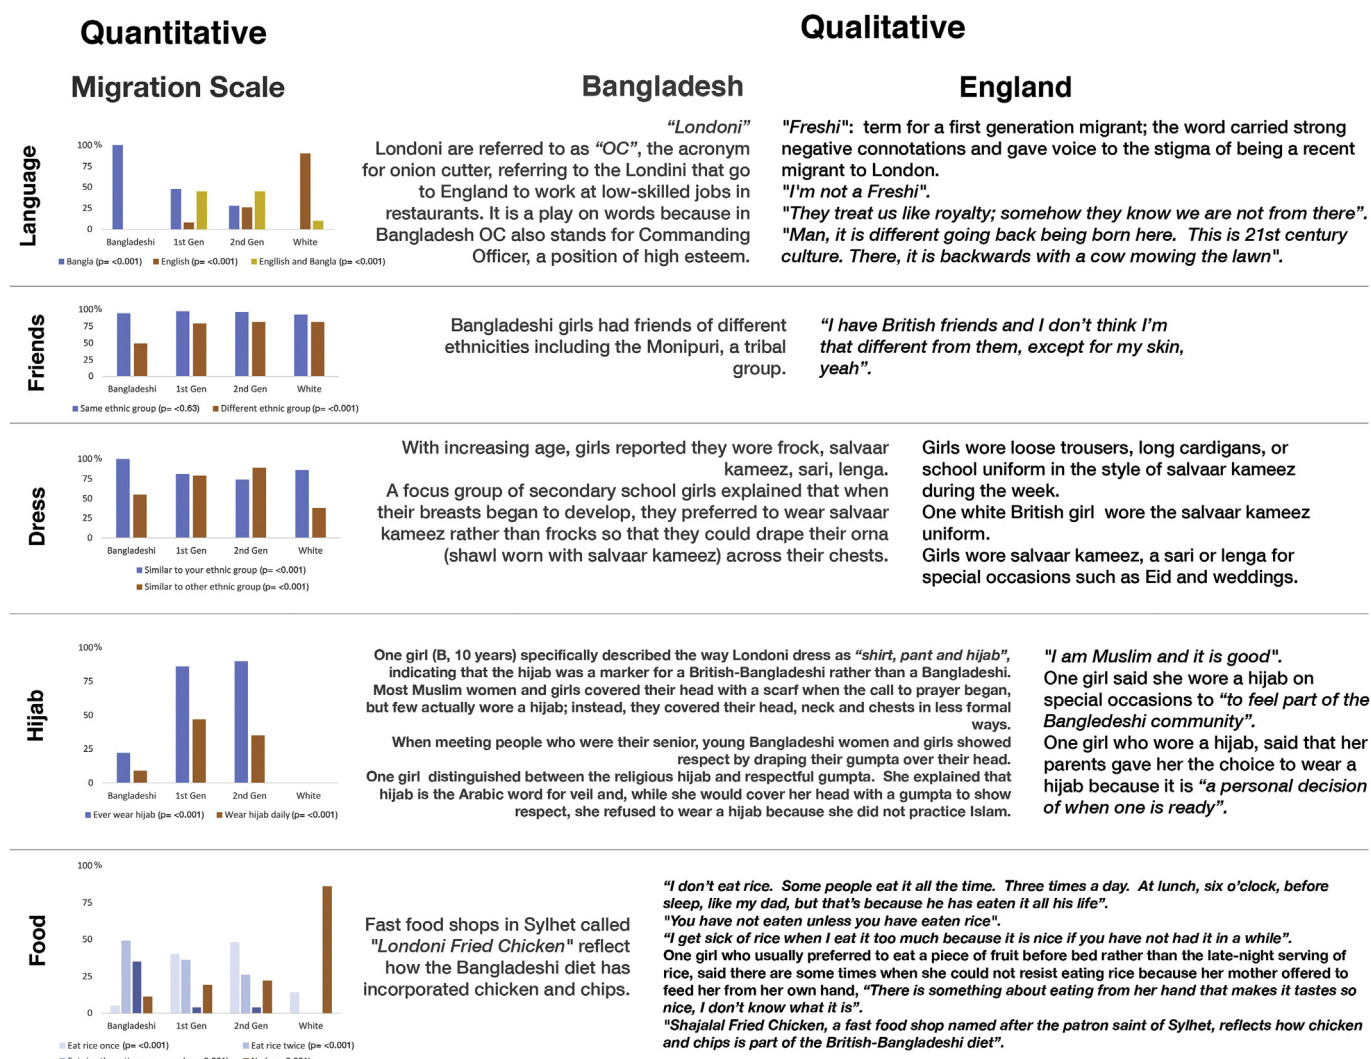 Quantitative
Qualitative
Migration Scale
Bangladesh
England
Language
100 %
75
50
25
0
Bangladeshi
1st Gen
2nd Gen
White
Bangla (p= <0.001)
English (p= <0.001)
Engllish and Bangla (p= <0.001)
“Londoni”
Londoni are referred to as “OC”, the acronym
for onion cutter, referring to the Londini that go
to England to work at low-skilled jobs in
restaurants. It is a play on words because in
Bangladesh OC also stands for Commanding
Officer, a position of high esteem.
"Freshi": term for a first generation migrant; the word carried strong
negative connotations and gave voice to the stigma of being a recent
migrant to London.
"I'm not a Freshi".
"They treat us like royalty; somehow they know we are not from there”.
"Man, it is different going back being born here. This is 21st century
culture. There, it is backwards with a cow mowing the lawn".
Friends
100%
75
50
25
0
Bangladeshi
1st Gen
2nd Gen
White
Same ethnic group (p= <0.63)
Different ethnic group (p= <0.001)
Bangladeshi girls had friends of different
ethnicities including the Monipuri, a tribal
group.
“I have British friends and I don’t think I’m
that different from them, except for my skin,
yeah”.
Dress
100 %
75
50
25
0
Bangladeshi
1st Gen
2nd Gen
White
Similar to your ethnic group (p= <0.001)
Similar to other ethnic group (p= <0.001)
With increasing age, girls reported they wore frock, salvaar
kameez, sari, lenga.
A focus group of secondary school girls explained that when
their breasts began to develop, they preferred to wear salvaar
kameez rather than frocks so that they could drape their orna
(shawl worn with salvaar kameez) across their chests.
Girls wore loose trousers, long cardigans, or
school uniform in the style of salvaar kameez
during the week.
One white British girl wore the salvaar kameez
uniform.
Girls wore salvaar kameez, a sari or lenga for
special occasions such as Eid and weddings.
Hijab
100%
75
50
25
0
Bangladeshi
1st Gen
2nd Gen
White
Ever wear hijab (p= <0.001)
Wear hijab daily (p= <0.001)
One girl (B, 10 years) specifically described the way Londoni dress as “shirt, pant and hijab”,
indicating that the hijab was a marker for a British-Bangladeshi rather than a Bangladeshi.
Most Muslim women and girls covered their head with a scarf when the call to prayer began,
but few actually wore a hijab; instead, they covered their head, neck and chests in less formal
ways.
When meeting people who were their senior, young Bangladeshi women and girls showed
respect by draping their gumpta over their head.
One girl distinguished between the religious hijab and respectful gumpta. She explained that
hijab is the Arabic word for veil and, while she would cover her head with a gumpta to show
respect, she refused to wear a hijab because she did not practice Islam.
"I am Muslim and it is good".
One girl said she wore a hijab on
special occasions to “to feel part of the
Bangledeshi community”.
One girl who wore a hijab, said that her
parents gave her the choice to wear a
hijab because it is “a personal decision
of when one is ready”.
Food
100 %
75
50
25
0
Bangladeshi
1st Gen
2nd Gen
White
Eat rice once (p= <0.001)
Eat rice twice (p= <0.001)
Fast food shops in Sylhet called
"Londoni Fried Chicken" reflect
how the Bangladeshi diet has
incorporated chicken and chips.
“I don’t eat rice. Some people eat it all the time. Three times a day. At lunch, six o’clock, before
sleep, like my dad, but that’s because he has eaten it all his life”.
"You have not eaten unless you have eaten rice".
“I get sick of rice when I eat it too much because it is nice if you have not had it in a while”.
One girl who usually preferred to eat a piece of fruit before bed rather than the late-night serving of
rice, said there are some times when she could not resist eating rice because her mother offered to
feed her from her own hand, “There is something about eating from her hand that makes it tastes so
nice, I don’t know what it is”.
"Shajalal Fried Chicken, a fast food shop named after the patron saint of Sylhet, reflects how chicken
and chips is part of the British-Bangladeshi diet”.